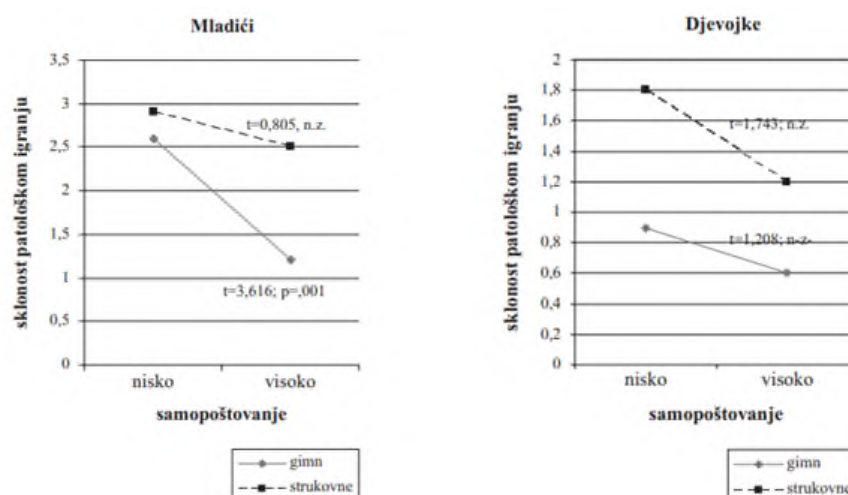 Mladići
3,5
3
2,5
2
1,5
1
0,5
0
sklonost patološkom igranju
t=0,805, n.z.
t=3,616; p=,001
nisko
visoko
samopoštovanje
gimn
strukovne
Djevojke
2
1,8
1,6
1,4
1,2
1
0,8
0,6
0,4
0,2
0
sklonost patološkom igranju
t=1,743; n.z.
t=1,208; n-z-
nisko
visoko
samopoštovanje
gimn
strukovne